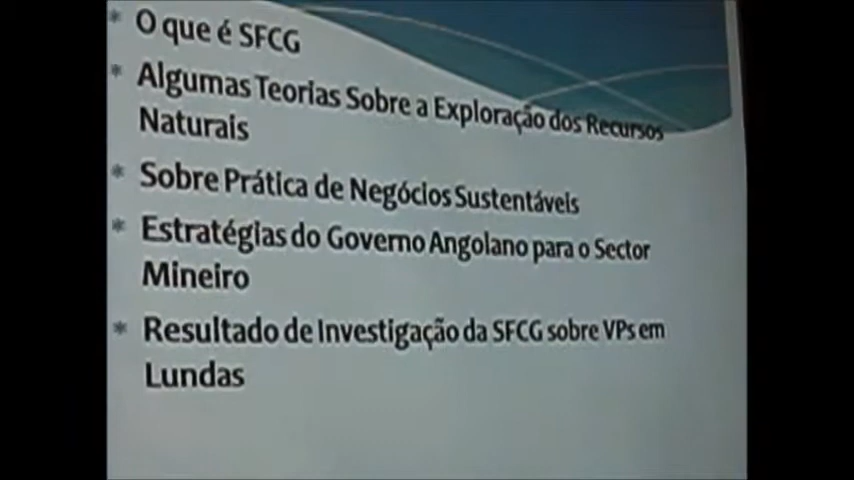 * O que é SFCG
* Algumas Teorias Sobre a Exploração dos Recursos
Naturais
* Sobre Prática de Negócios Sustentáveis
* Estratégias do Governo Angolano para o Sector
Mineiro
* Resultado de Investigação da SFCG sobre VPs em
Lundas